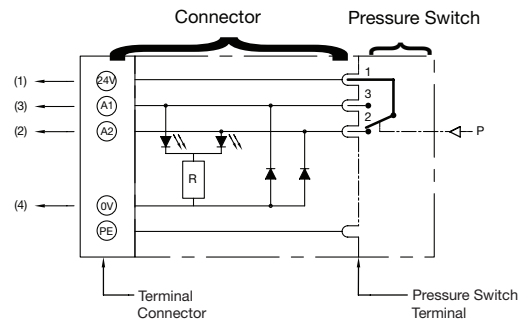 Connector
Pressure Switch
(1)
24V
1
(3)
A1
3
(2)
A2
2
P
R
(4)
0V
PE
Terminal
Connector
Pressure Switch
Terminal